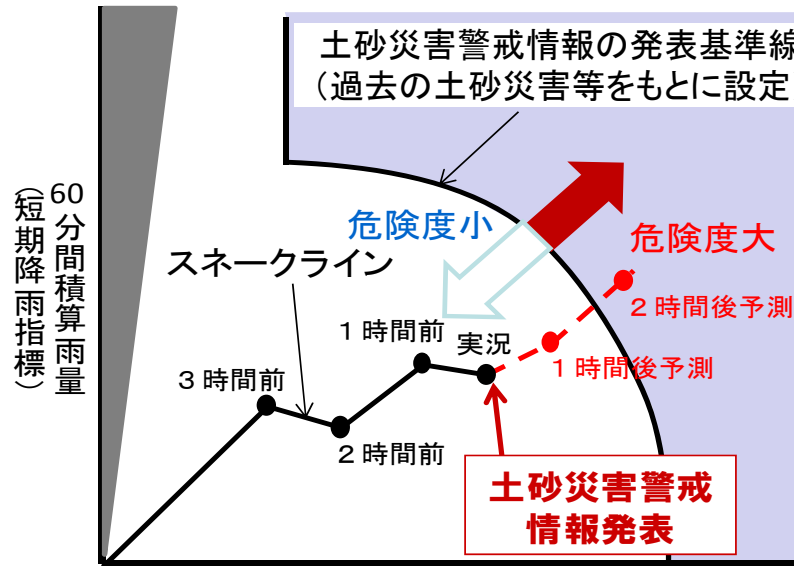 土砂災害警戒情報の発表基準線
(過去の土砂災害等をもとに設定
60分間積算雨量
(短期降雨指標)
危険度小
危険度大
スネークライン
２時間後予測
１時間前
実況
１時間後予測
３時間前
２時間前
土砂災害警戒
情報発表